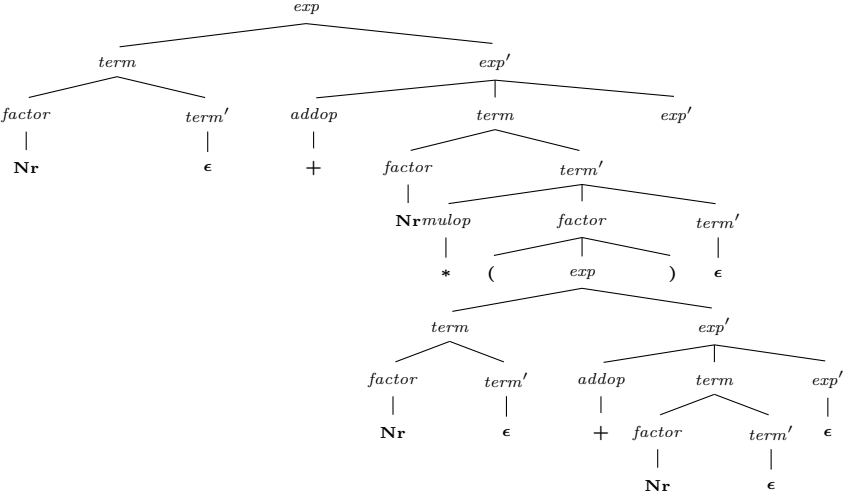 exp
term exp′
factor term′ addop term exp′
Nr ϵ + factor term′
Nr mulop factor term′
∗ ( exp ) ϵ
term exp′
factor term′ addop term exp′
Nr ϵ + factor term′ ϵ
Nr ϵ